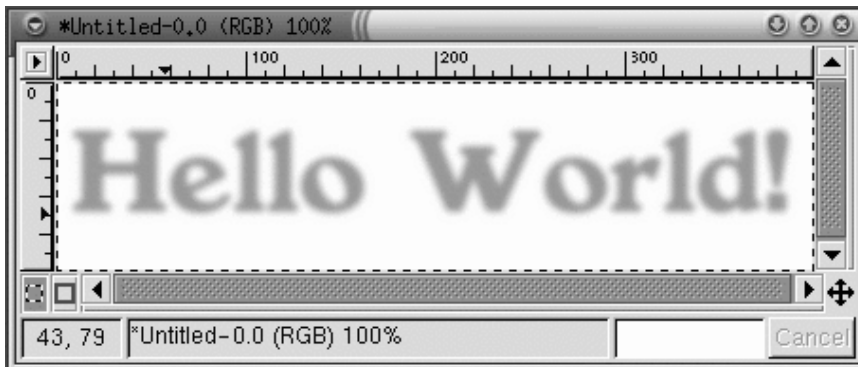 *Untitled-0.0 (RGB) 100%
0 100 200 300
0
Hello World!
43, 79 *Untitled-0.0 (RGB) 100% Cancel